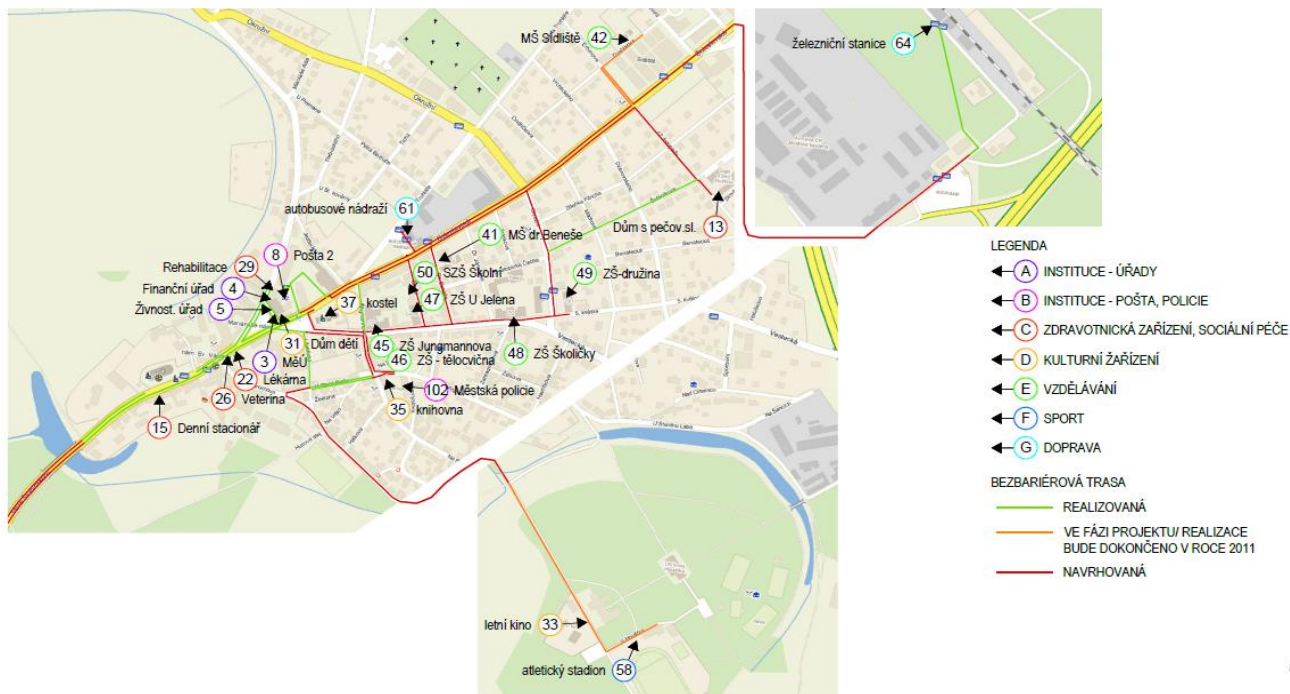 MŠ Sídliště 42
železniční stanice 64
Okružní
Okružní
autobusové nádraží 61
41 MŠ dr.Beneše
Dům s pečov.sl. 13
8 Pošta 2
Rehabilitace 29
50 SZŠ Školní
49 ZŠ-družina
Finanční úřad 4
37 kostel
47 ZŠ U Jelena
Živnost. úřad 5
31 Dům dětí
45 ZŠ Jungmannova
46 ZŠ - tělocvična
48 ZŠ Školičky
3 MěÚ
22 Lékárna
102 Městská policie
26 Veterina
35 knihovna
15 Denní stacionář
letní kino 33
atletický stadion 58
LEGENDA
A INSTITUCE - ÚŘADY
B INSTITUCE - POŠTA, POLICIE
C ZDRAVOTNICKÁ ZAŘÍZENÍ, SOCIÁLNÍ PÉČE
D KULTURNÍ ŽAŘÍZENÍ
E VZDĚLÁVÁNÍ
F SPORT
G DOPRAVA
BEZBARIÉROVÁ TRASA
REALIZOVANÁ
VE FÁZI PROJEKTU/ REALIZACE
BUDE DOKONČENO V ROCE 2011
NAVRHOVANÁ